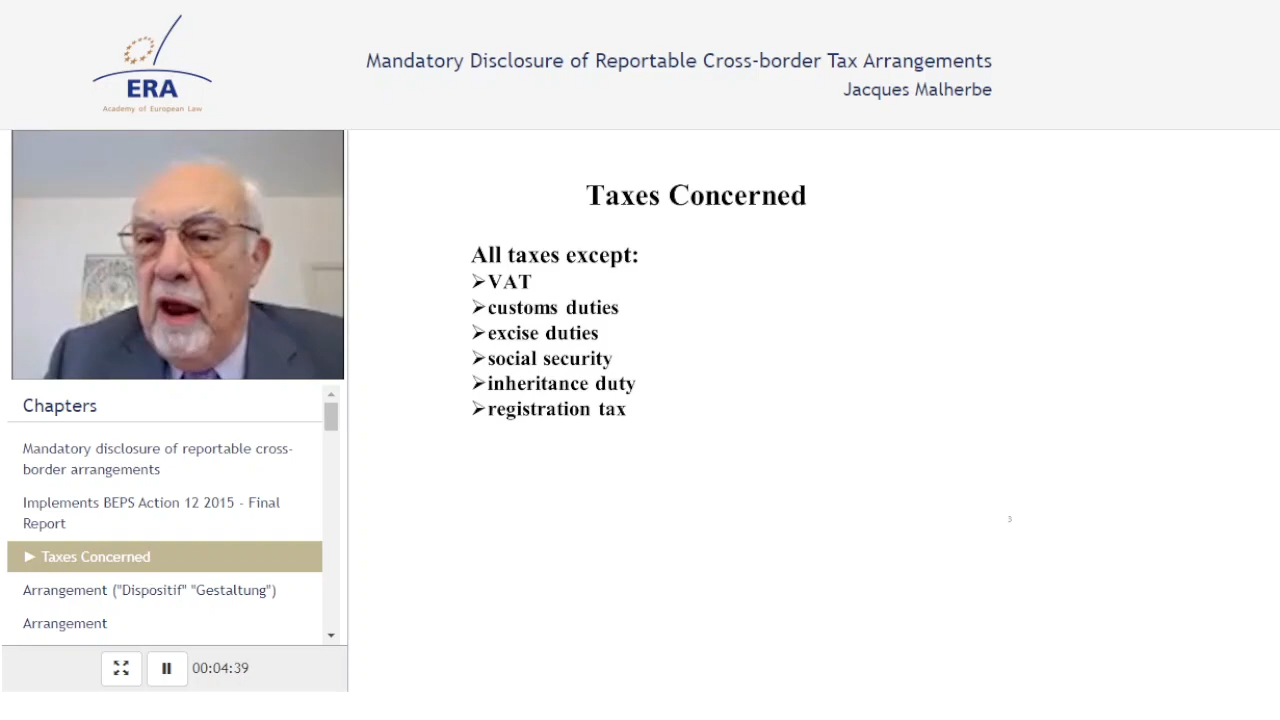 ERA
Academy of European Law
Mandatory Disclosure of Reportable Cross-border Tax Arrangements
Jacques Malherbe
Chapters
Mandatory disclosure of reportable cross-
border arrangements
Implements BEPS Action 12 2015 - Final
Report
► Taxes Concerned
Arrangement ("Dispositif" "Gestaltung")
Arrangement
00:04:39
Taxes Concerned
All taxes except:
➢VAT
➢customs duties
➢excise duties
➢social security
➢inheritance duty
➢registration tax
3